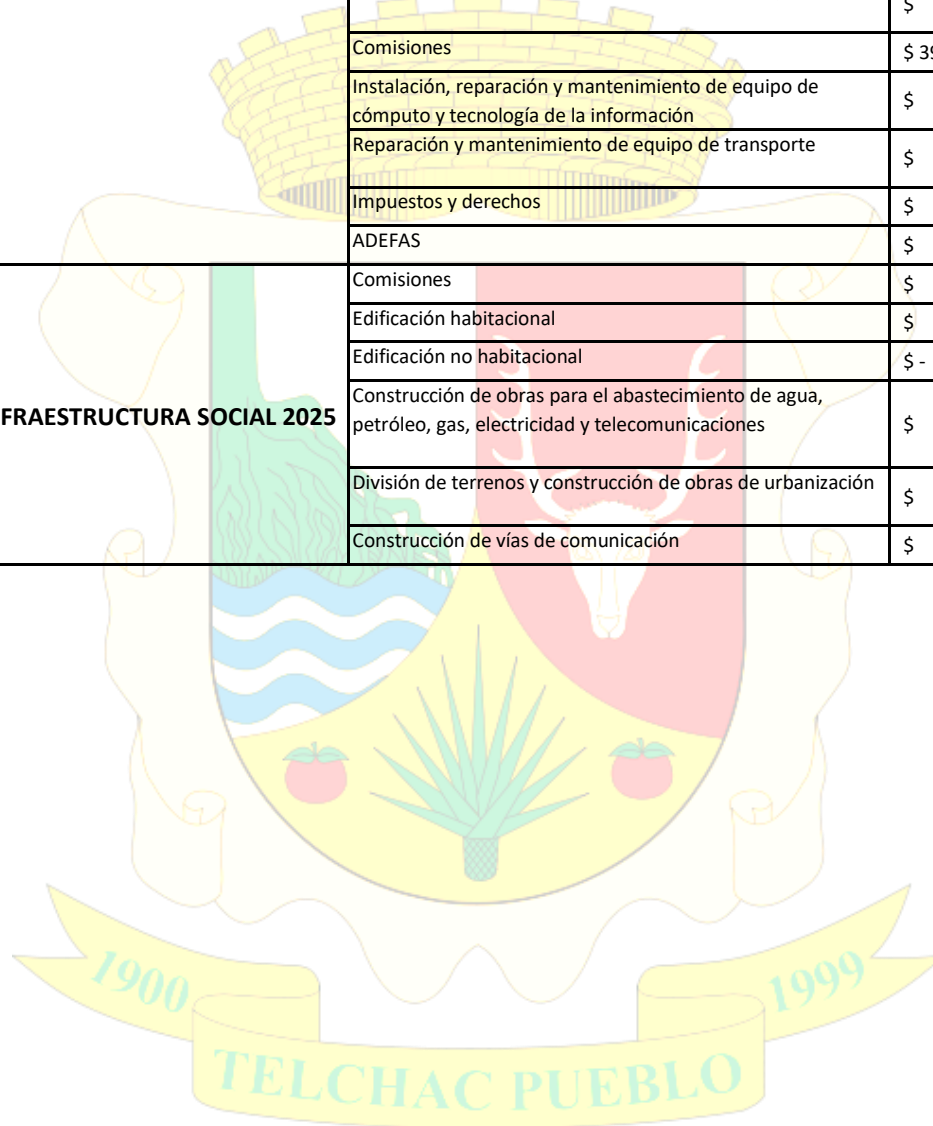 $
Comisiones $ 39
Instalación, reparación y mantenimiento de equipo de
cómputo y tecnología de la información $
Reparación y mantenimiento de equipo de transporte $
Impuestos y derechos $
ADEFAS $
Comisiones $
Edificación habitacional $
Edificación no habitacional $ -
FRAESTRUCTURA SOCIAL 2025
Construcción de obras para el abastecimiento de agua,
petróleo, gas, electricidad y telecomunicaciones $
División de terrenos y construcción de obras de urbanización $
Construcción de vías de comunicación $
1900
1999
TELCHAC PUEBLO